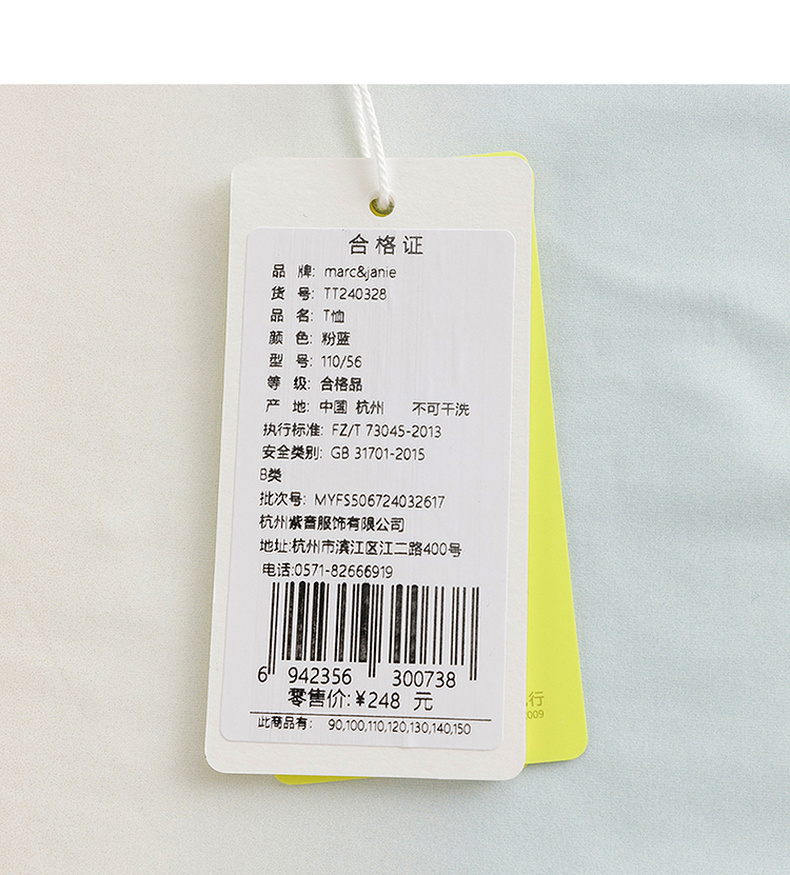 合格证
品 牌: marc&janie
货 号: TT240328
品 名: T恤
颜 色: 粉蓝
型 号: 110/56
等 级: 合格品
产 地: 中国 杭州 不可干洗
执行标准: FZ/T 73045-2013
安全类别: GB 31701-2015
B类
批次号: MYFS506724032617
杭州紫薔服饰有限公司
地址:杭州市滨江区江二路400号
电话:0571-82666919
6 942356 300738
零售价:¥248 元
此商品有: 90,100,110,120,130,140,150
行
2009